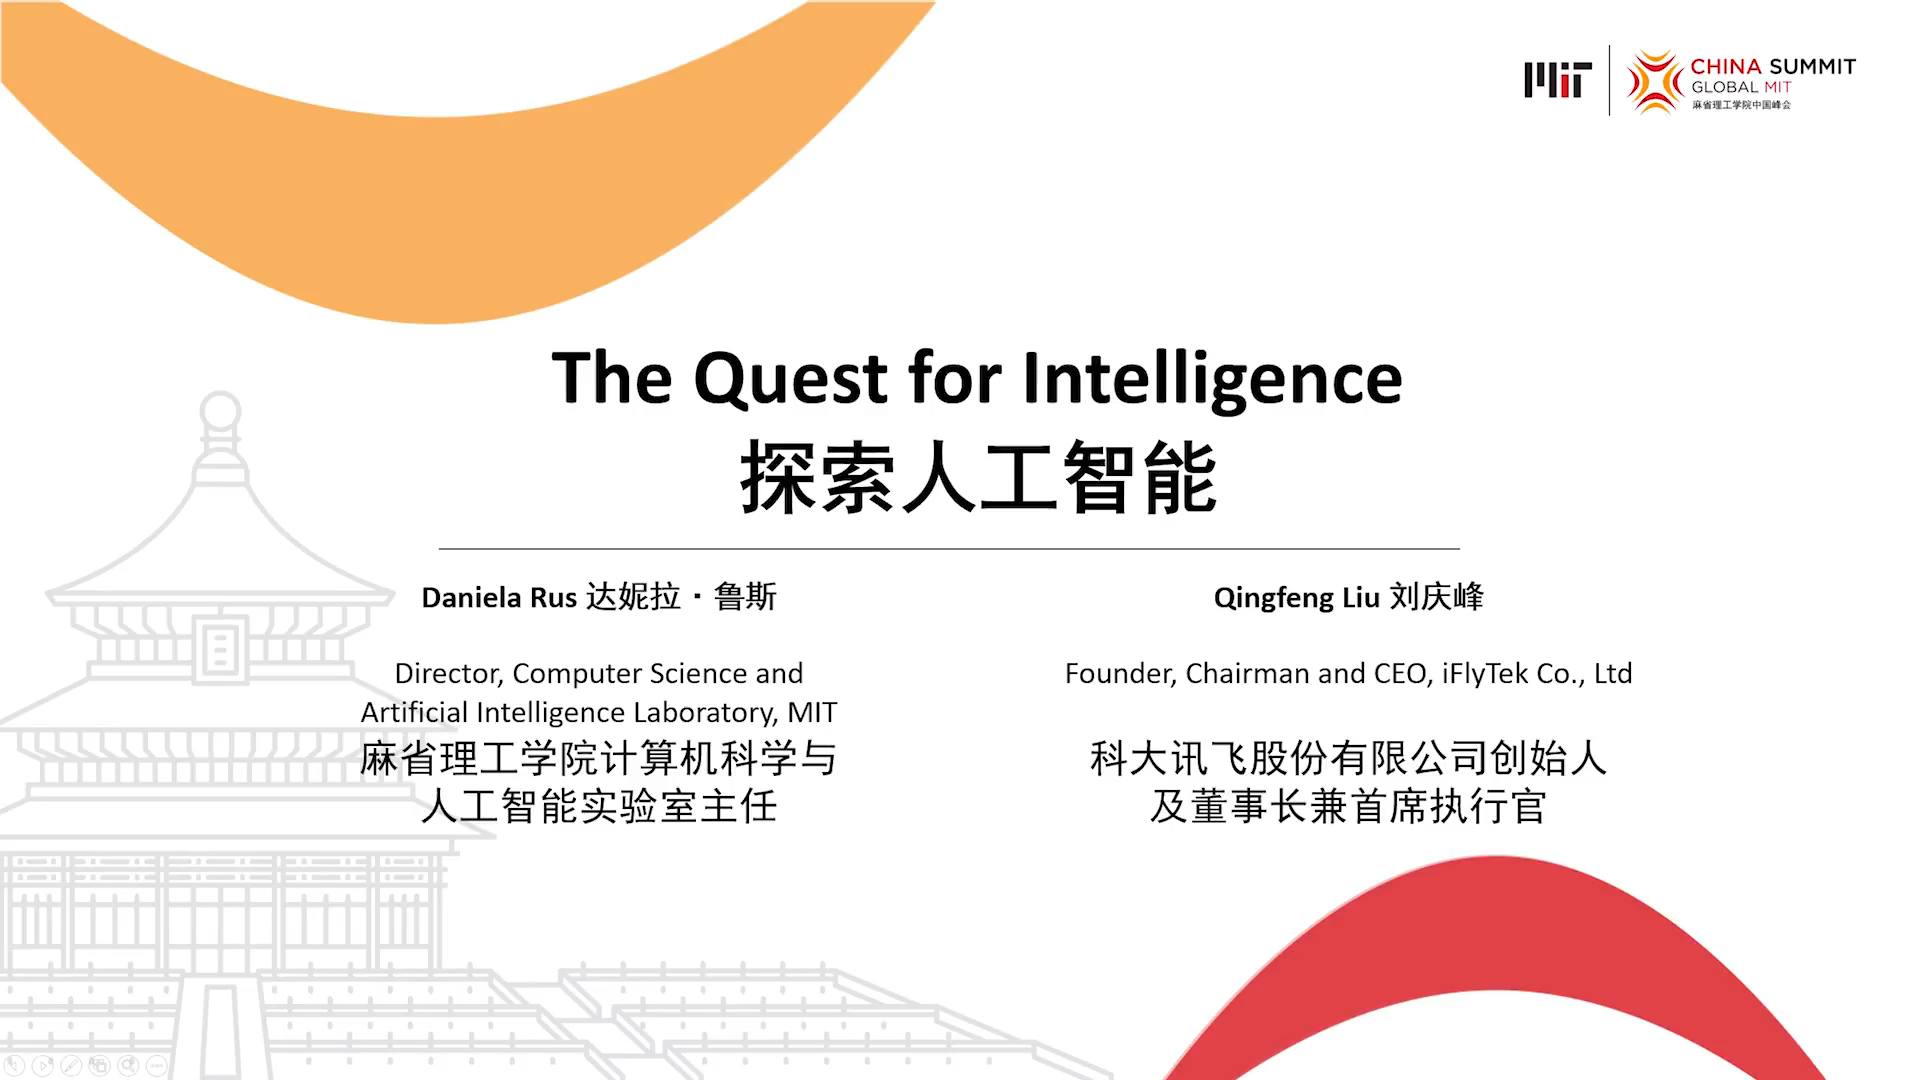 MIT
CHINA SUMMIT
GLOBAL MIT
麻省理工学院中国峰会
The Quest for Intelligence
探索人工智能
Daniela Rus 达妮拉·鲁斯
Director, Computer Science and
Artificial Intelligence Laboratory, MIT
麻省理工学院计算机科学与
人工智能实验室主任
Qingfeng Liu 刘庆峰
Founder, Chairman and CEO, iFlyTek Co., Ltd
科大讯飞股份有限公司创始人
及董事长兼首席执行官